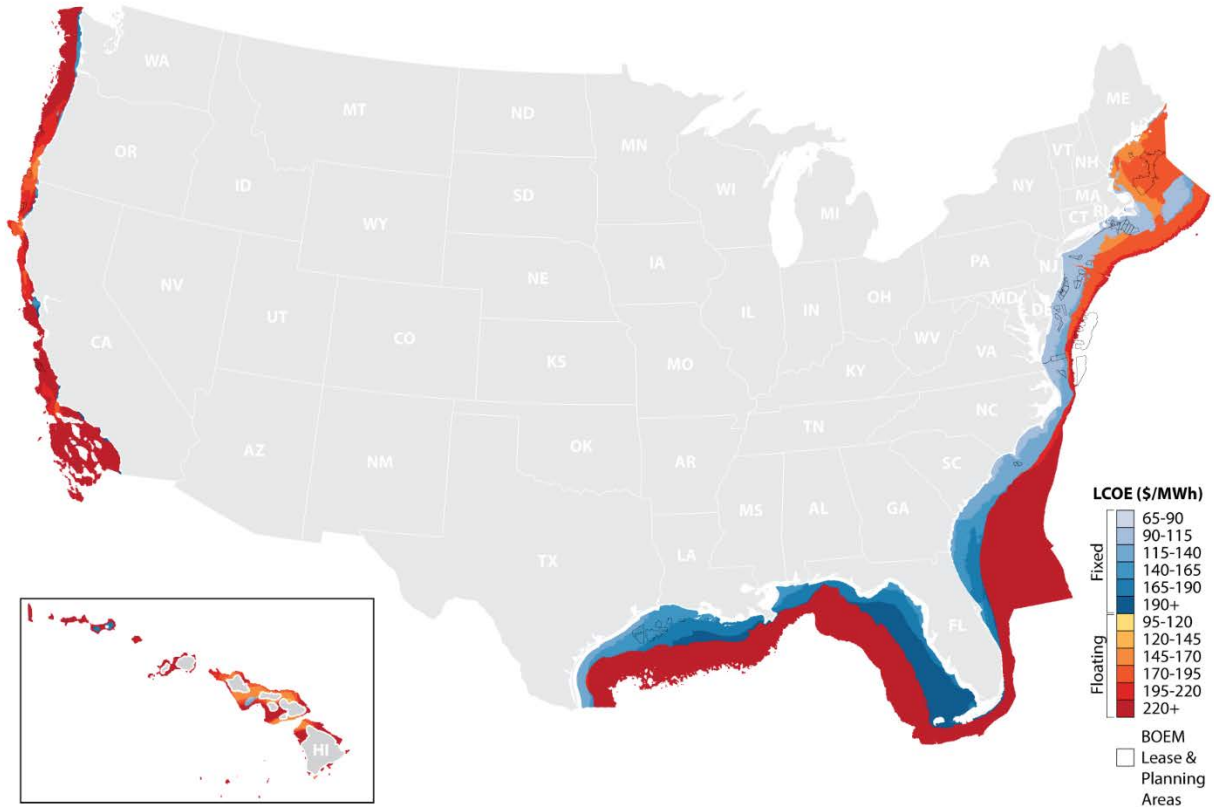 WA
MT
ND
MN
ME
OR
ID
SD
WI
VT
NH
NY
MA
CT
RI
WY
MI
IA
PA
NJ
NE
NV
UT
CO
IL
IN
OH
MD
DE
WV
VA
CA
KS
MO
KY
NC
TN
AZ
NM
OK
AR
SC
MS
AL
GA
TX
LA
FL
HI
LCOE ($/MWh)
Fixed
65-90
90-115
115-140
140-165
165-190
190+
Floating
95-120
120-145
145-170
170-195
195-220
220+
BOEM
Lease &
Planning
Areas